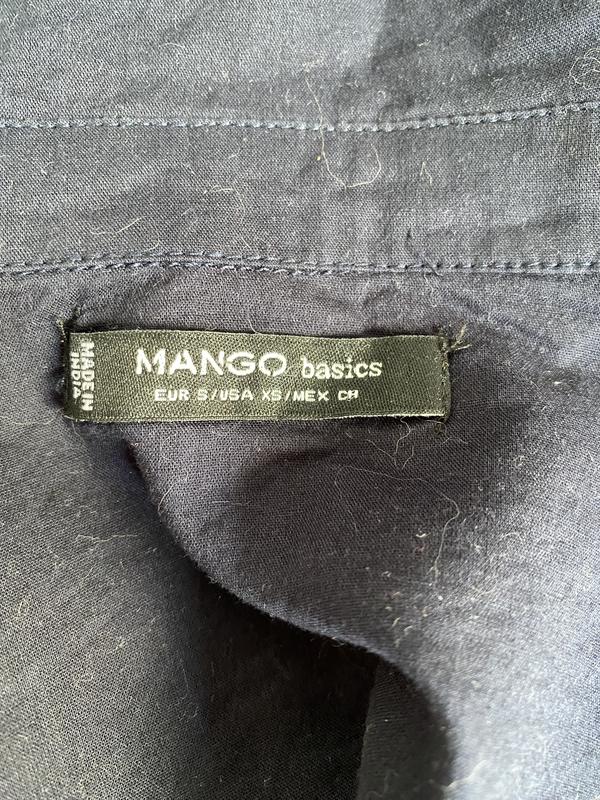 MANGO basics
EUR S/USA XS/MEX CH
MADE IN
INDIA